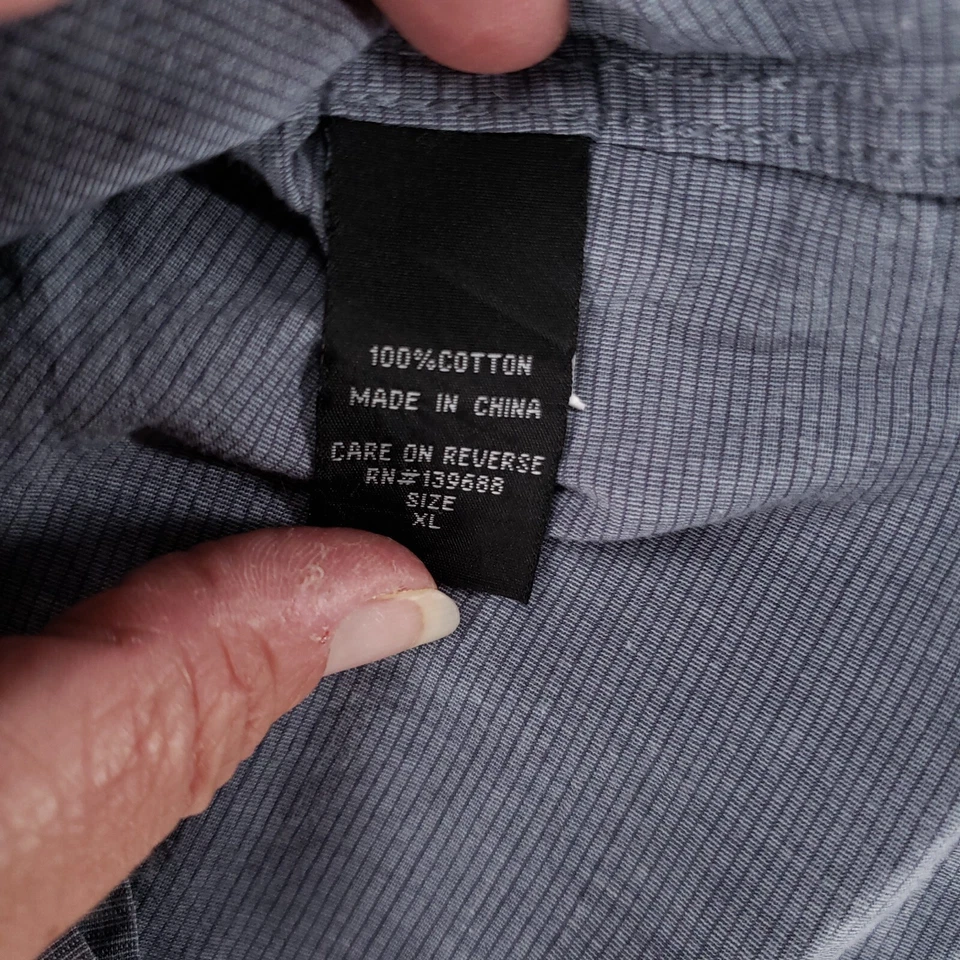 100%COTTON
MADE IN CHINA
CARE ON REVERSE
RN#139688
SIZE
XL